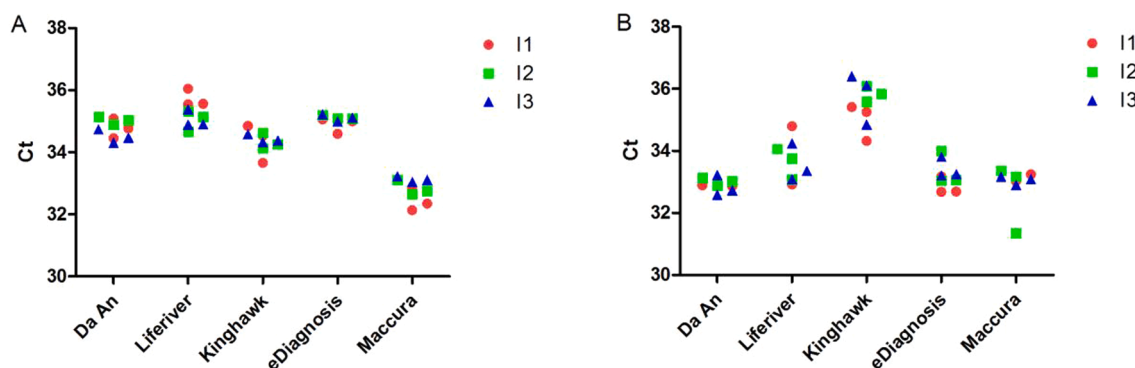 A
Ct
38
36
34
32
30
Da An
Liferiver
Kinghawk
eDiagnosis
Maccura
I1
I2
I3
B
Ct
38
36
34
32
30
Da An
Liferiver
Kinghawk
eDiagnosis
Maccura
I1
I2
I3